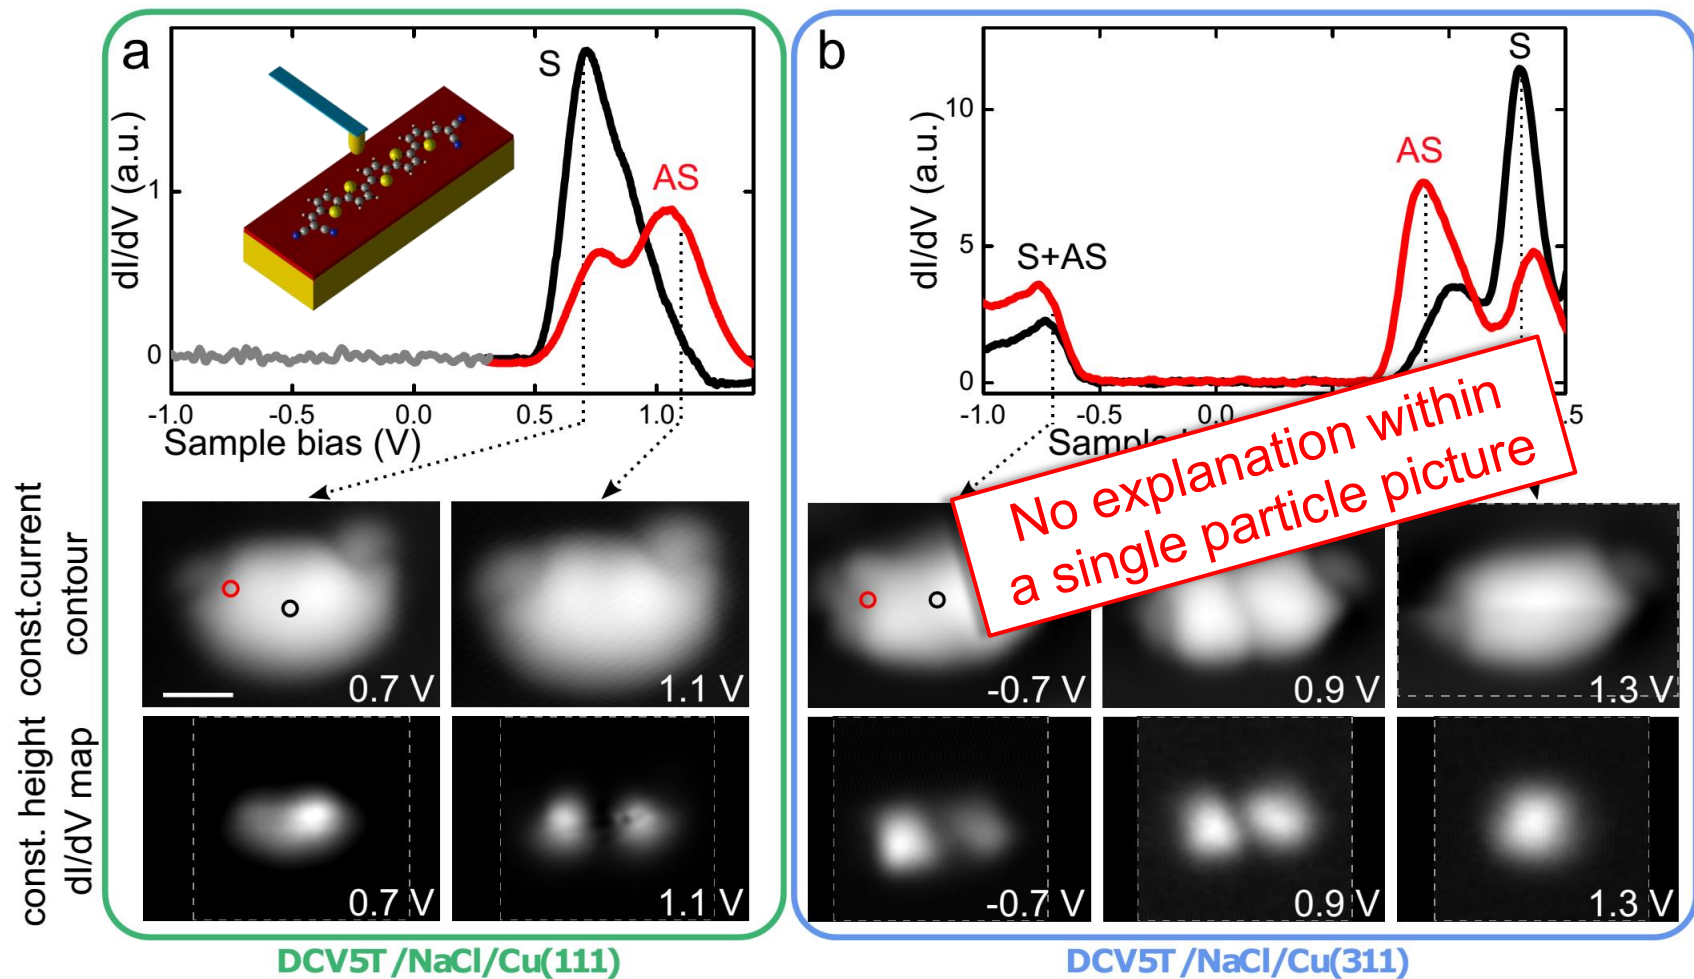 a
S
AS
dI/dV (a.u.)
1
0
-1.0 -0.5 0.0 0.5 1.0
Sample bias (V)
b
S
AS
S+AS
dI/dV (a.u.)
10
5
0
-1.0 -0.5 0.0 5
Sample
No explanation within
a single particle picture
const.current
contour
0.7 V
1.1 V
-0.7 V
0.9 V
1.3 V
const. height
dI/dV map
0.7 V
1.1 V
-0.7 V
0.9 V
1.3 V
DCV5T/NaCl/Cu(111)
DCV5T/NaCl/Cu(311)